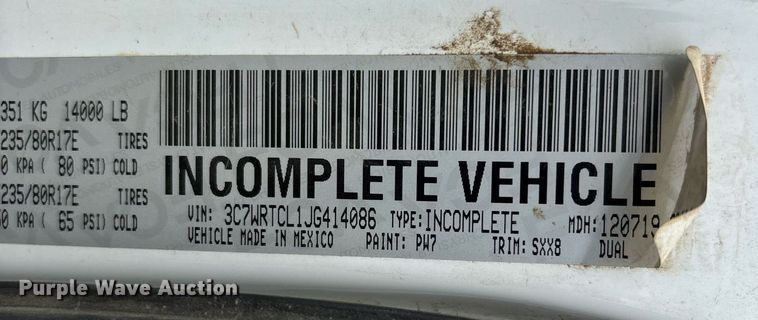 351 KG 14000 LB
235/80R17E TIRES
0 KPA ( 80 PSI) COLD
235/80R17E TIRES
50 KPA ( 65 PSI) COLD
INCOMPLETE VEHICLE
VIN: 3C7WRTCL1JG414086 TYPE: INCOMPLETE MDH: 120719
VEHICLE MADE IN MEXICO PAINT: PW7 TRIM: SXX8 DUAL
Purple Wave Auction